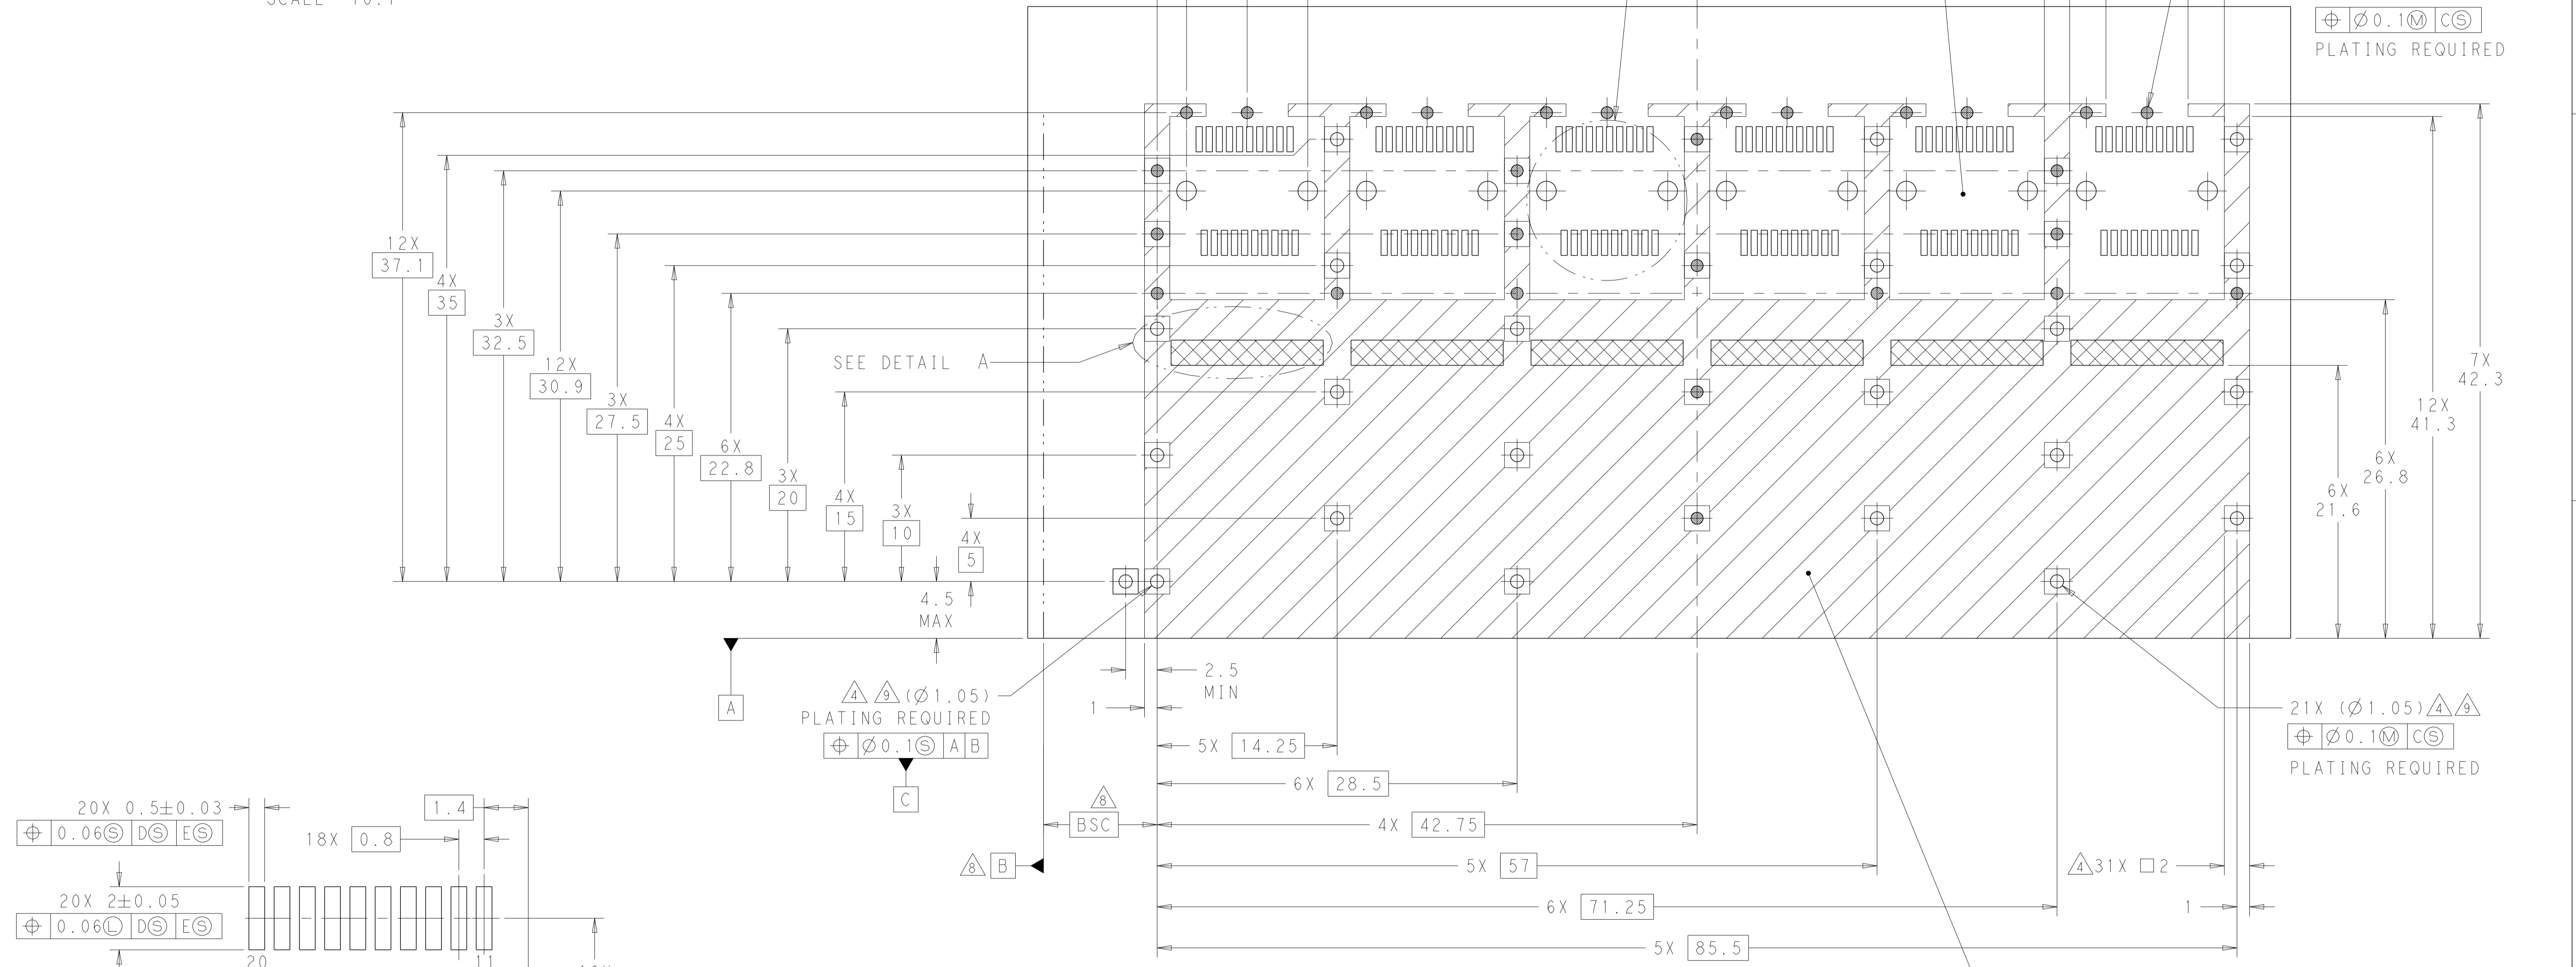 ⌖ Ø0.1Ⓜ CⓈ
PLATING REQUIRED
12X
37.1
4X
35
3X
32.5
12X
30.9
3X
27.5
4X
25
6X
22.8
3X
20
4X
15
3X
10
4X
5
4.5
MAX
SEE DETAIL A
7X
42.3
12X
41.3
6X
26.8
6X
21.6
A
4 9 (Ø1.05)
PLATING REQUIRED
⌖ Ø0.1Ⓢ A B
C
2.5
MIN
1
5X 14.25
6X 28.5
8
BSC
4X 42.75
8 B
5X 57
6X 71.25
5X 85.5
21X (Ø1.05) 4 9
⌖ Ø0.1Ⓜ CⓈ
PLATING REQUIRED
4 31X □2
1
20X 0.5±0.03
⌖ 0.06Ⓢ DⓈ EⓈ
1.4
18X 0.8
20X 2±0.05
⌖ 0.06Ⓛ DⓈ EⓈ
20
11